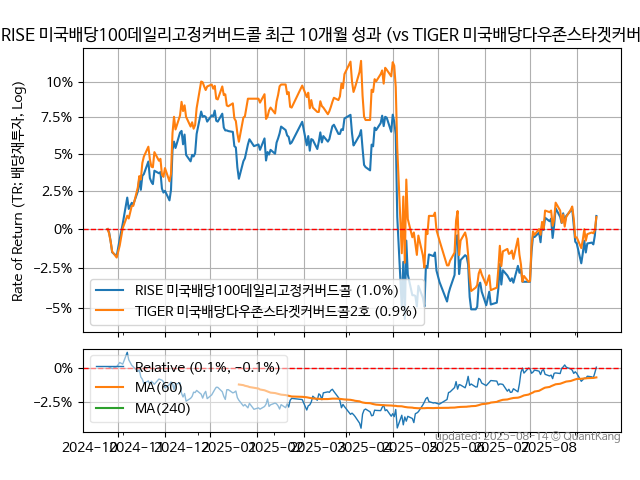 RISE 미국배당100데일리고정커버드콜 최근 10개월 성과 (vs TIGER 미국배당다우존스타겟커버
Rate of Return (TR: 배당재투자, Log)
10%
7.5%
5%
2.5%
0%
−2.5%
−5%
RISE 미국배당100데일리고정커버드콜 (1.0%)
TIGER 미국배당다우존스타겟커버드콜2호 (0.9%)
0%
−2.5%
Relative (0.1%, −0.1%)
MA(60)
MA(240)
2024-10 2024-11 2024-12 2025-01 2025-02 2025-03 2025-04 2025-05 2025-06 2025-07 2025-08
updated: 2025-08-14 © QuantKang